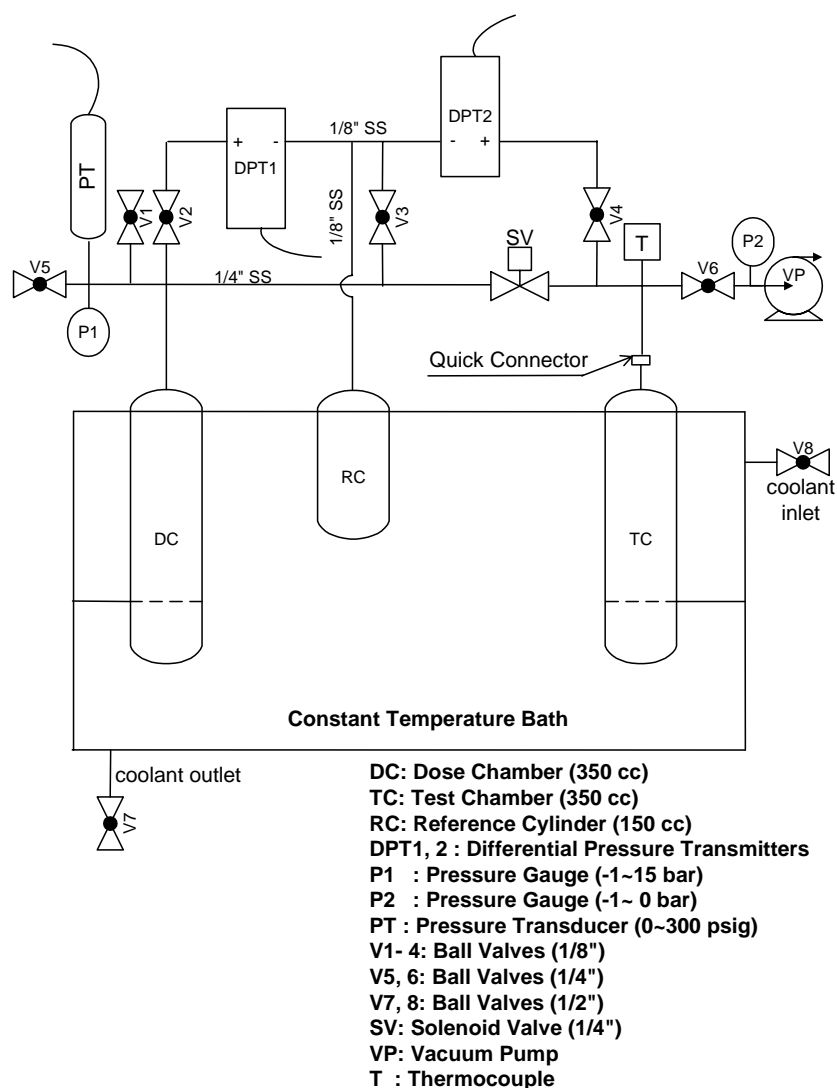 DPT2
1/8" SS
+ -
- +
DPT1
PT
V1
V2
1/8" SS
V3
V4
SV
T
P2
V5
1/4" SS
V6
VP
P1
Quick Connector
V8
coolant
inlet
RC
DC
TC
Constant Temperature Bath
coolant outlet
V7
DC: Dose Chamber (350 cc)
TC: Test Chamber (350 cc)
RC: Reference Cylinder (150 cc)
DPT1, 2 : Differential Pressure Transmitters
P1 : Pressure Gauge (-1~15 bar)
P2 : Pressure Gauge (-1~ 0 bar)
PT : Pressure Transducer (0~300 psig)
V1- 4: Ball Valves (1/8")
V5, 6: Ball Valves (1/4")
V7, 8: Ball Valves (1/2")
SV: Solenoid Valve (1/4")
VP: Vacuum Pump
T : Thermocouple